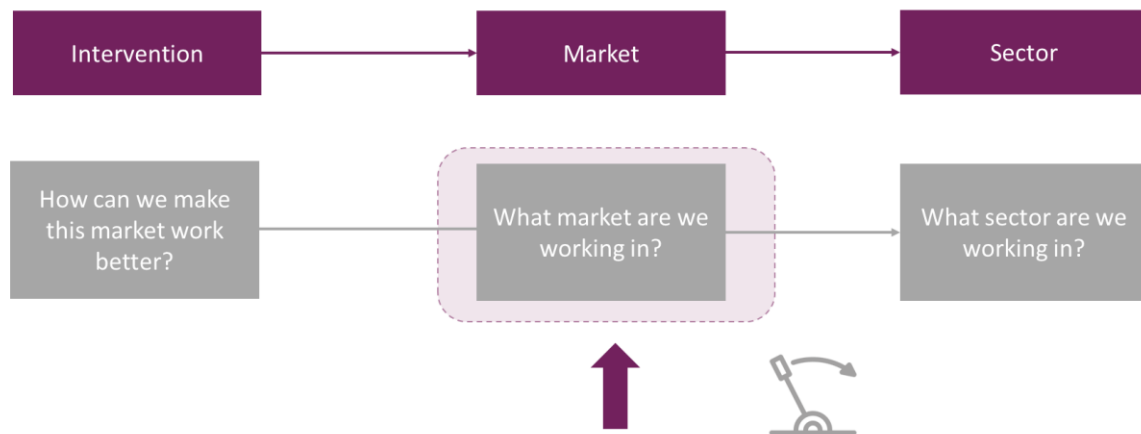 Intervention
Market
Sector
How can we make
this market work
better?
What market are we
working in?
What sector are we
working in?